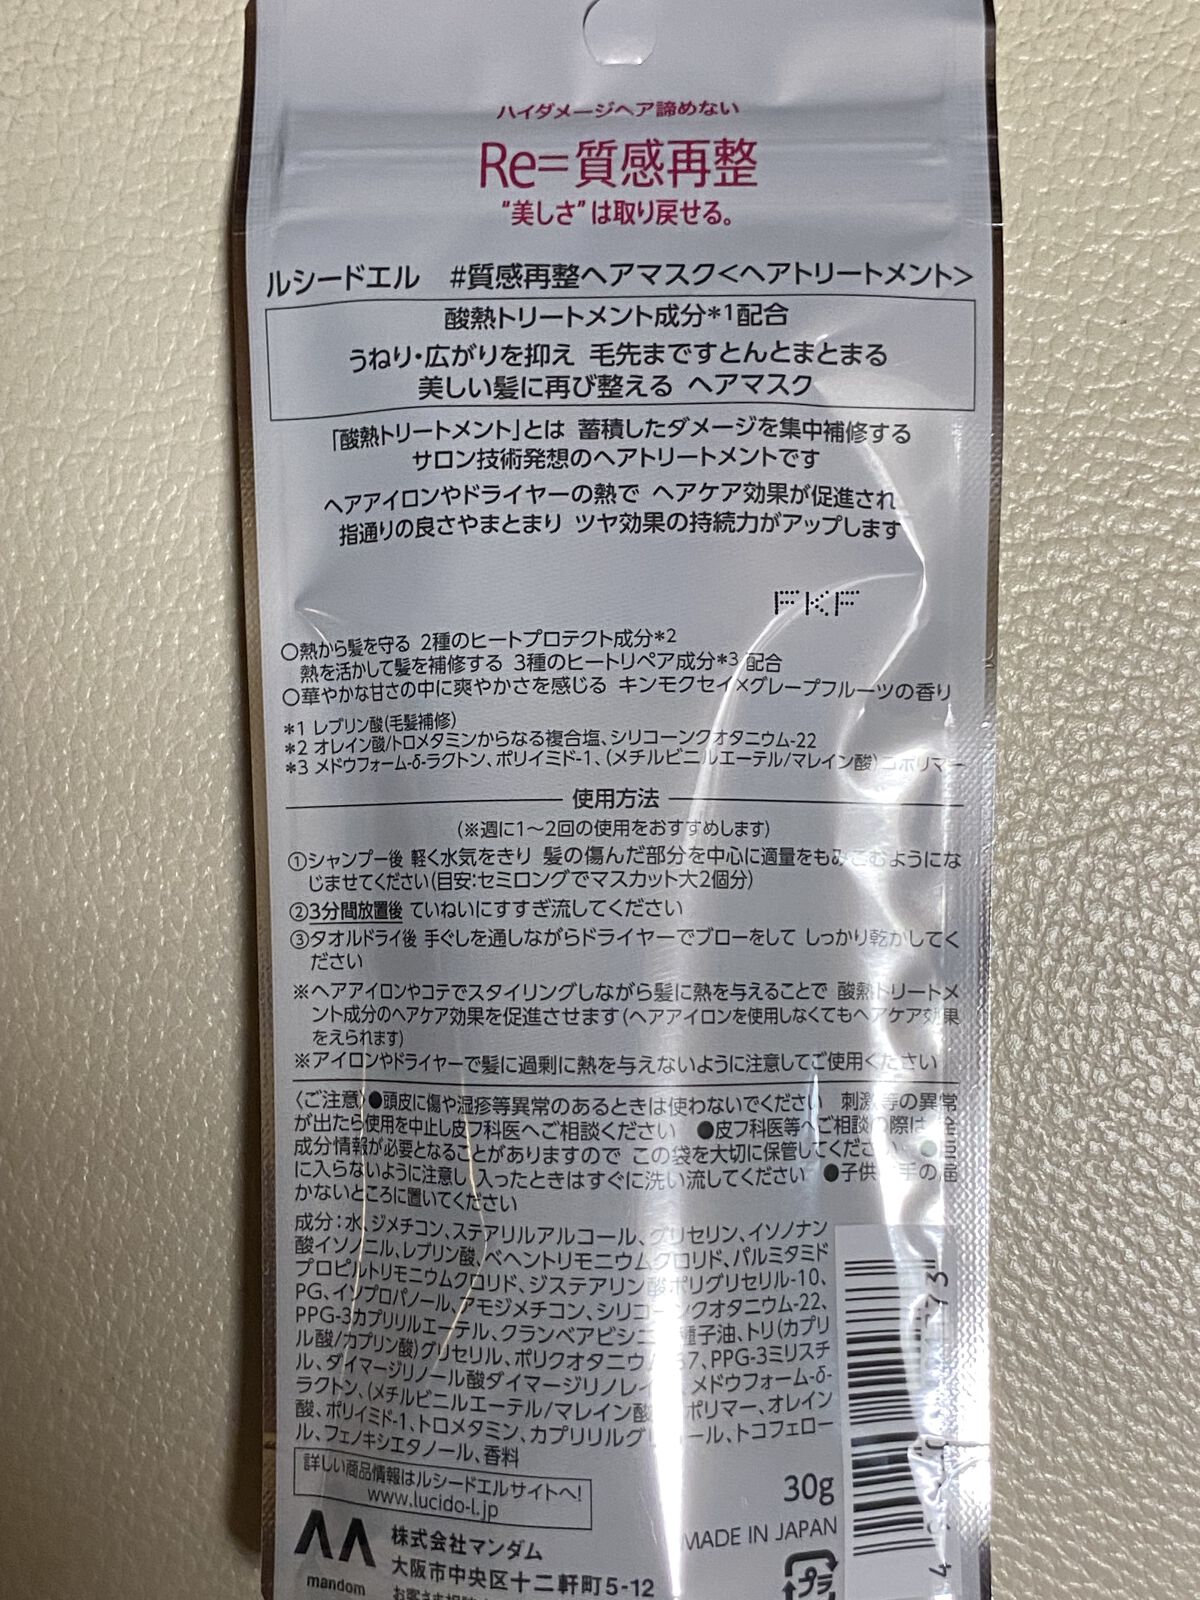 ハイダメージヘア諦めない
Re=質感再整
"美しさ"は取り戻せる。
ルシードエル #質感再整ヘアマスク<ヘアトリートメント>
酸熱トリートメント成分*1配合
うねり・広がりを抑え 毛先まですとんとまとまる
美しい髪に再び整える ヘアマスク
「酸熱トリートメント」とは 蓄積したダメージを集中補修する
サロン技術発想のヘアトリートメントです
ヘアアイロンやドライヤーの熱で ヘアケア効果が促進され
指通りの良さやまとまり ツヤ効果の持続力がアップします
FKF
○熱から髪を守る 2種のヒートプロテクト成分*2
熱を活かして髪を補修する 3種のヒートリペア成分*3 配合
○華やかな甘さの中に爽やかさを感じる キンモクセイ×グレープフルーツの香り
*1 レブリン酸(毛髪補修)
*2 オレイン酸/トロメタミンからなる複合塩、シリコーンクオタニウム-22
*3 メドウフォーム-δ-ラクトン、ポリイミド-1、(メチルビニルエーテル/マレイン酸)コポリマー
使用方法
(※週に1〜2回の使用をおすすめします)
①シャンプー後 軽く水気をきり 髪の傷んだ部分を中心に適量をもみこむようにな
じませてください(目安:セミロングでマスカット大2個分)
②3分間放置後 ていねいにすすぎ流してください
③タオルドライ後 手ぐしを通しながらドライヤーでブローをして しっかり乾かしてく
ださい
※ヘアアイロンやコテでスタイリングしながら髪に熱を与えることで 酸熱トリートメ
ント成分のヘアケア効果を促進させます(ヘアアイロンを使用しなくてもヘアケア効果
をえられます)
※アイロンやドライヤーで髪に過剰に熱を与えないように注意してご使用ください
〈ご注意〉●頭皮に傷や湿疹等異常のあるときは使わないでください 刺激等の異常
が出たら使用を中止し皮フ科医へご相談ください ●皮フ科医等へご相談の際は 全
成分情報が必要となることがありますので この袋を大切に保管してください ●目
に入らないように注意し 入ったときはすぐに洗い流してください ●子供の手の届
かないところに置いてください
成分:水、ジメチコン、ステアリルアルコール、グリセリン、イソノナン
酸イソノニル、レブリン酸、ベヘントリモニウムクロリド、パルミタミド
プロピルトリモニウムクロリド、ジステアリン酸ポリグリセリル-10、
PG、イソプロパノール、アモジメチコン、シリコーンクオタニウム-22、
PPG-3カプリリルエーテル、クランベアビシニ 種子油、トリ(カプリ
ル酸/カプリン酸)グリセリル、ポリクオタニウム 7、PPG-3ミリスチ
ル、ダイマージリノール酸ダイマージリノレイ、メドウフォーム-δ-
ラクトン、(メチルビニルエーテル/マレイン酸 ポリマー、オレイン
酸、ポリイミド-1、トロメタミン、カプリリルグリ ール、トコフェロー
ル、フェノキシエタノール、香料
詳しい商品情報はルシードエルサイトへ!
www.lucido-l.jp
30g
MADE IN JAPAN
mandom
株式会社マンダム
大阪市中央区十二軒町5-12
プラ